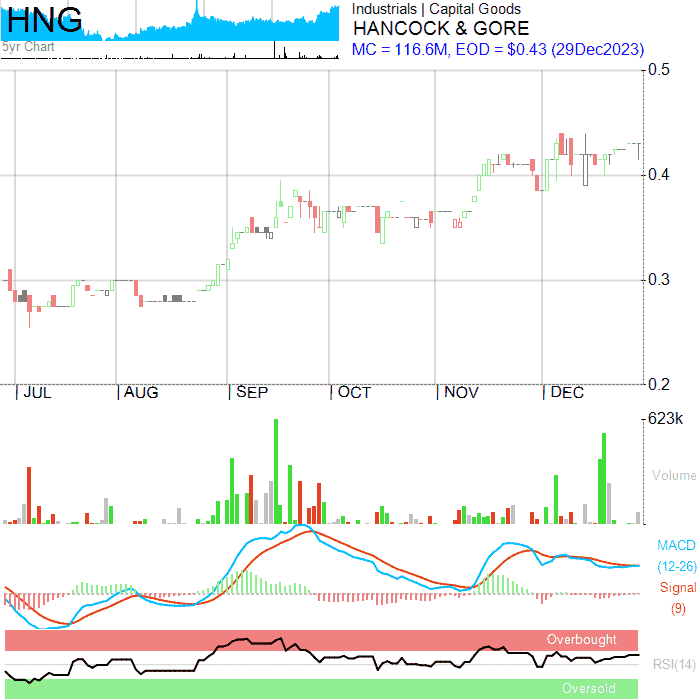 HNG
5yr Chart
Industrials | Capital Goods
HANCOCK & GORE
MC = 116.6M, EOD = $0.43 (29Dec2023)
0.5
0.4
0.3
0.2
JUL AUG SEP OCT NOV DEC
623k
Volume
MACD
(12-26)
Signal
(9)
Overbought
RSI(14)
Oversold